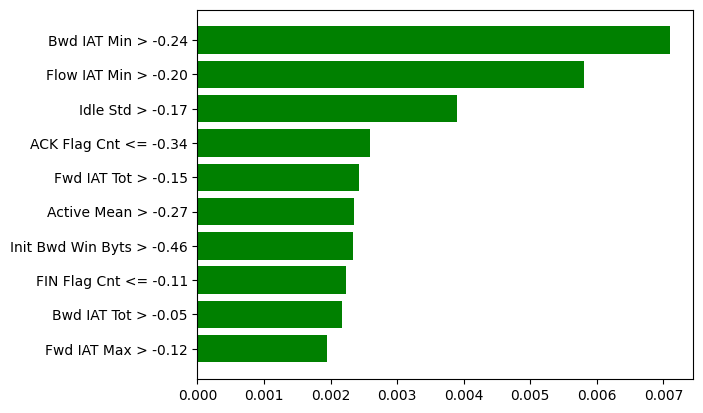 Bwd IAT Min > -0.24
Flow IAT Min > -0.20
Idle Std > -0.17
ACK Flag Cnt <= -0.34
Fwd IAT Tot > -0.15
Active Mean > -0.27
Init Bwd Win Byts > -0.46
FIN Flag Cnt <= -0.11
Bwd IAT Tot > -0.05
Fwd IAT Max > -0.12
0.000 0.001 0.002 0.003 0.004 0.005 0.006 0.007